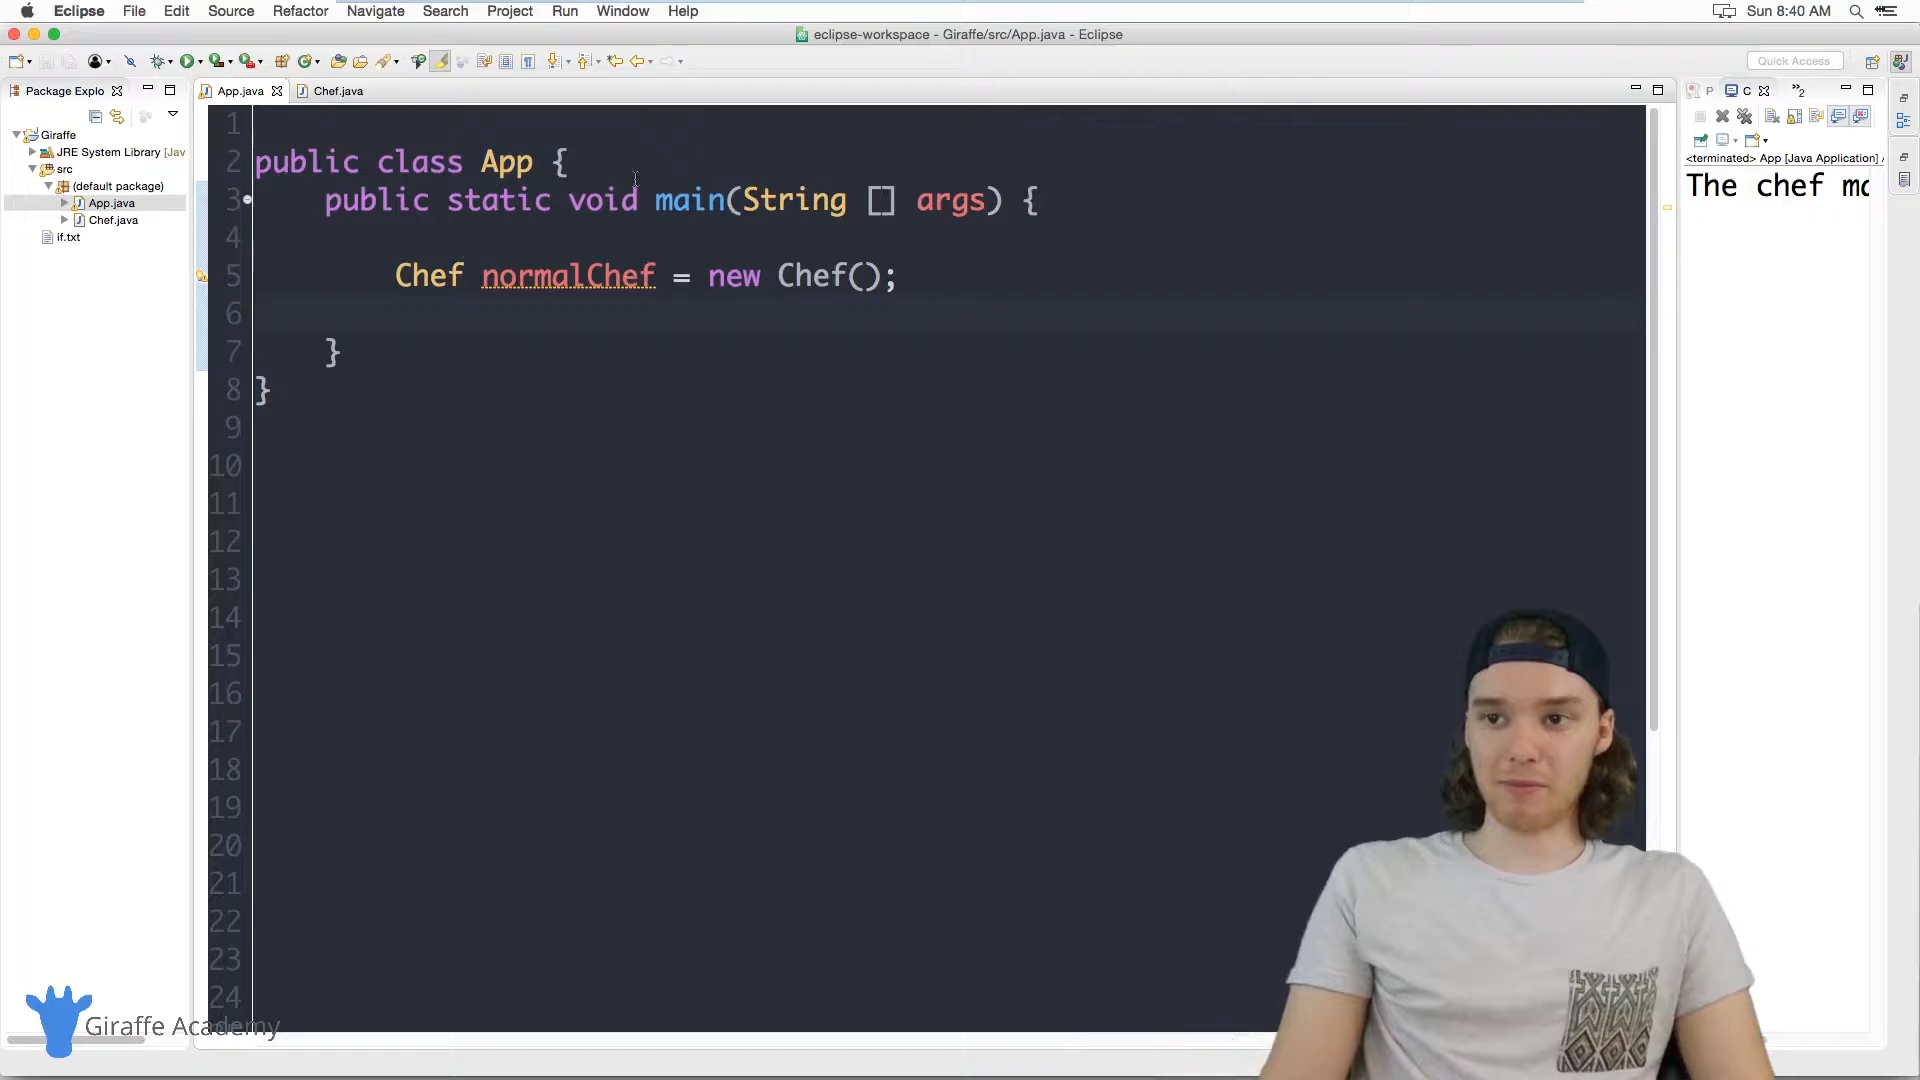 Eclipse File Edit Source Refactor Navigate Search Project Run Window Help Sun 8:40 AM
eclipse-workspace - Giraffe/src/App.java - Eclipse
Quick Access
Package Explo App.java Chef.java P C 2
Giraffe
JRE System Library [Jav
src
(default package)
App.java
Chef.java
if.txt
1
2 public class App {
3 public static void main(String [] args) {
4
5 Chef normalChef = new Chef();
6
7 }
8 }
9
10
11
12
13
14
15
16
17
18
19
20
21
22
23
24
<terminated> App [Java Application] /
The chef ma
Giraffe Academy